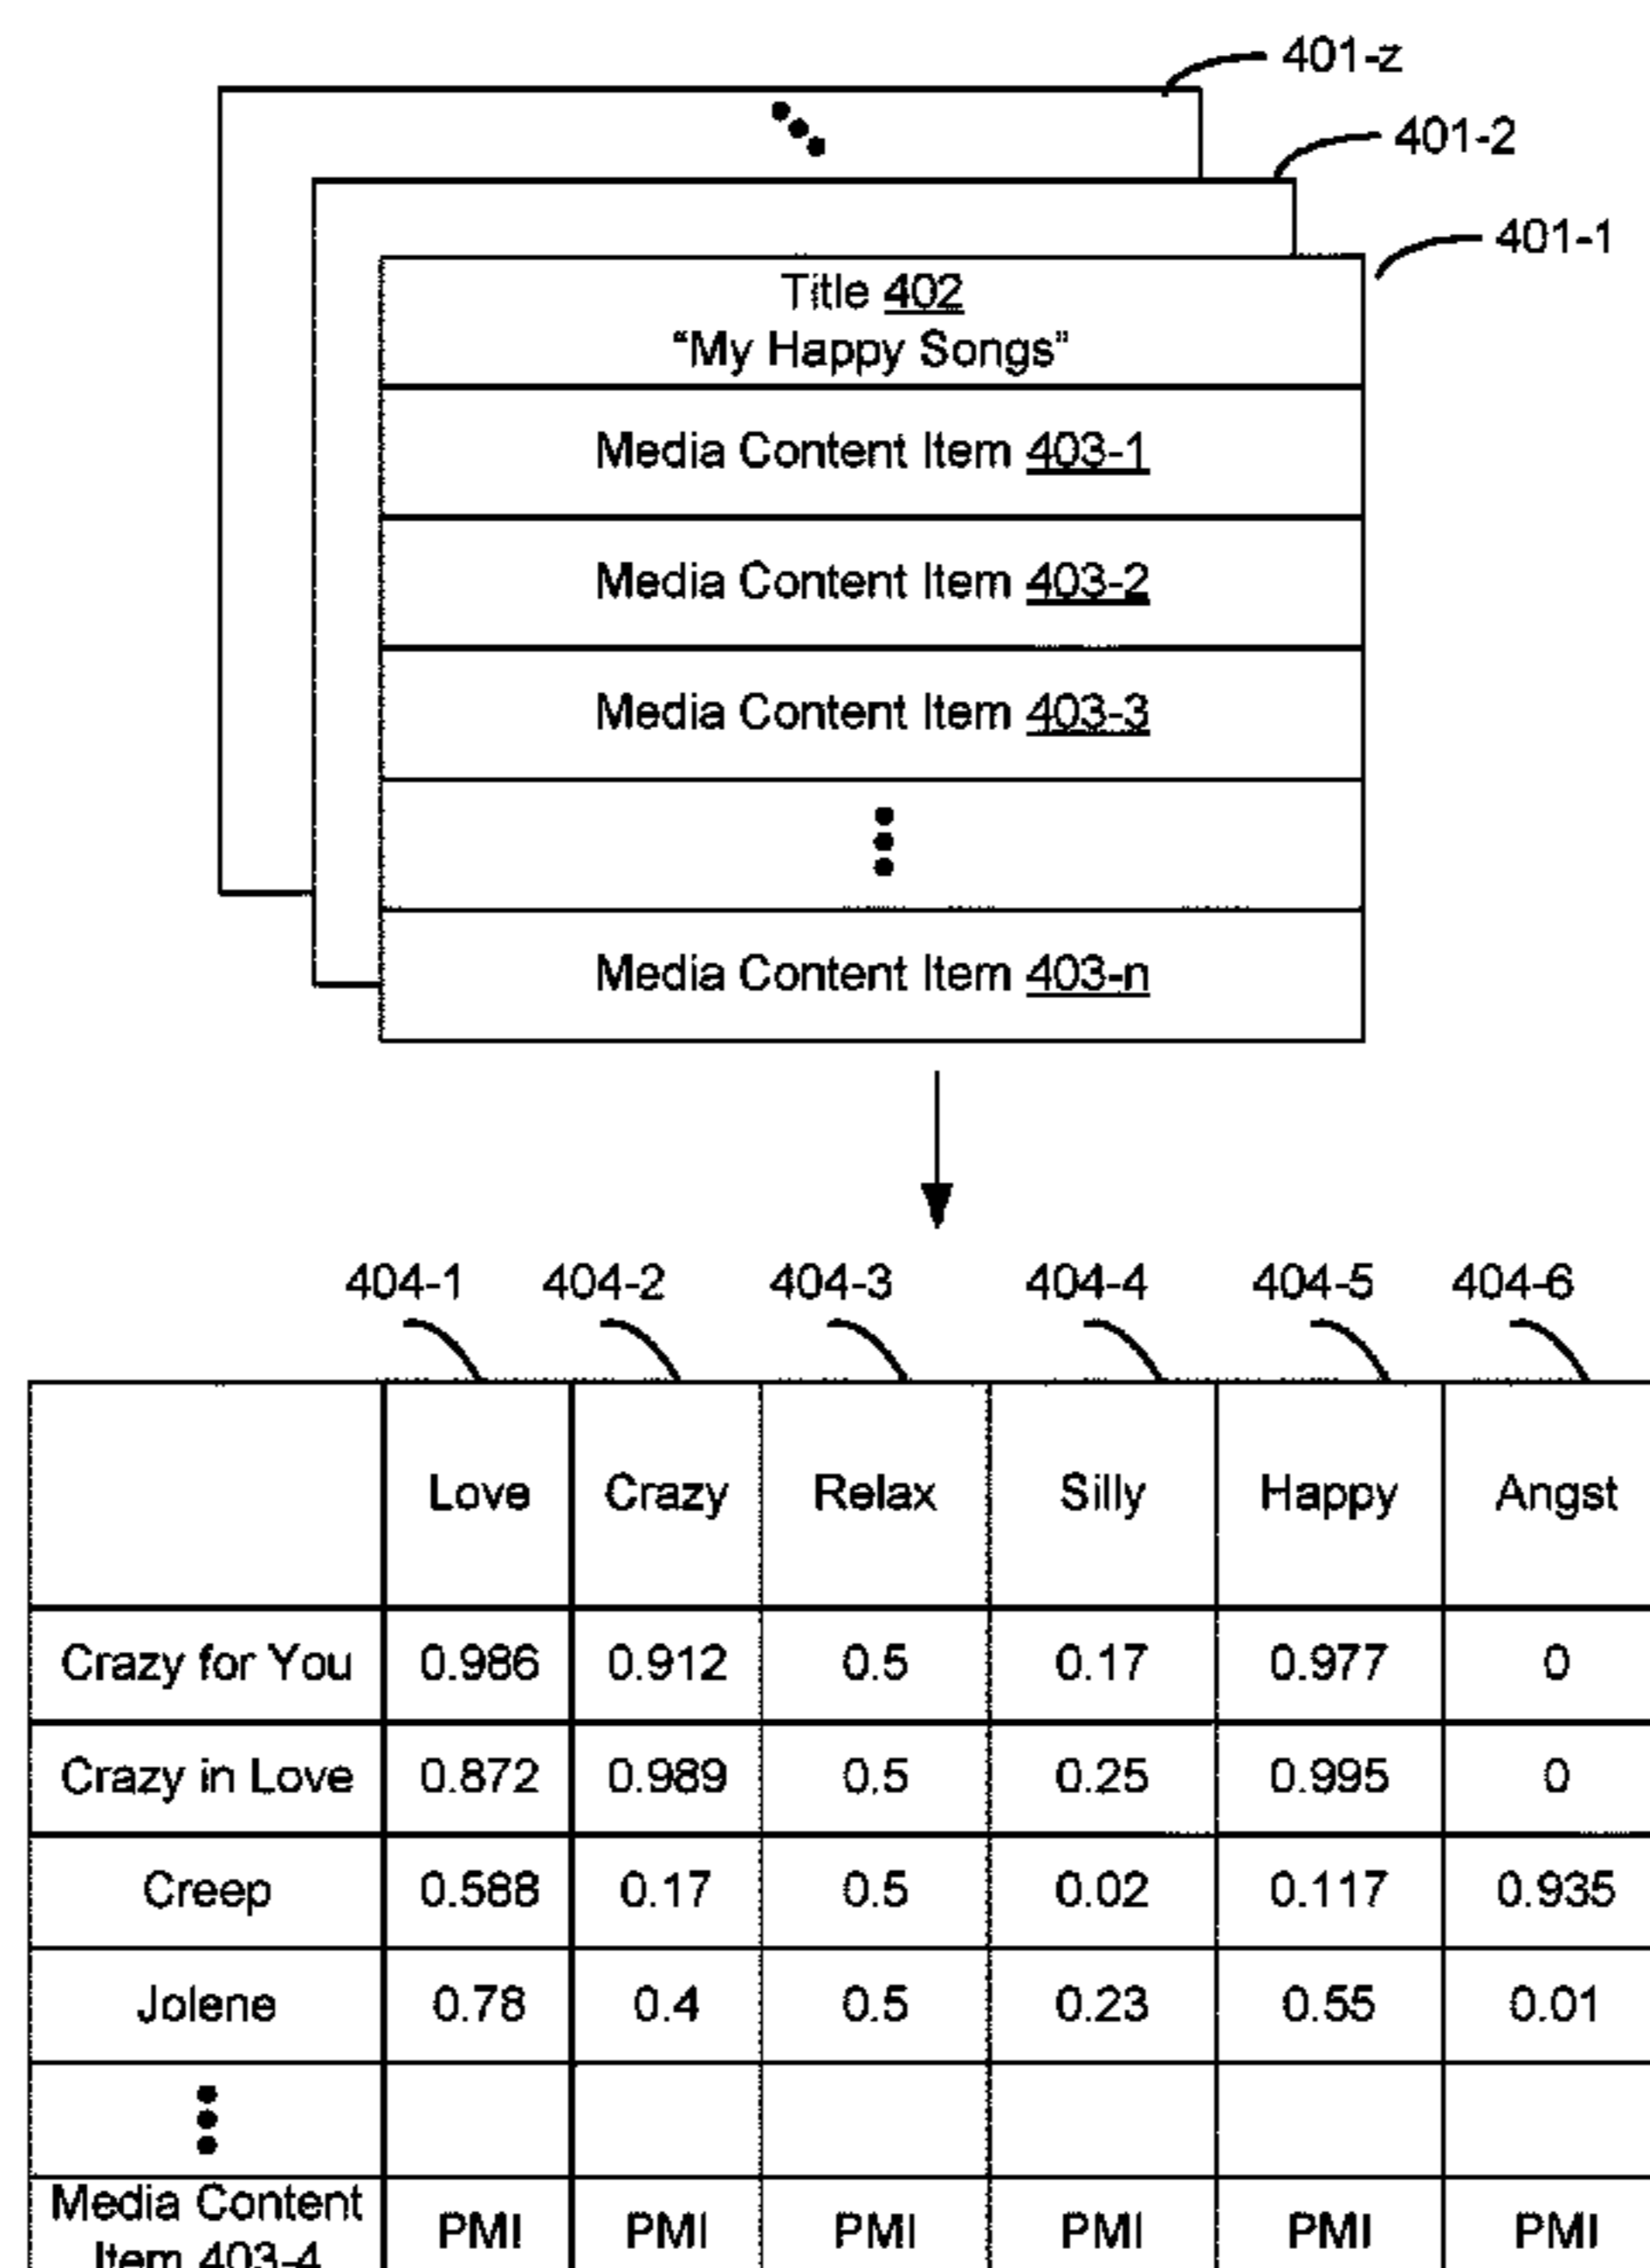 401-z
401-2
401-1
Title 402
“My Happy Songs”
Media Content Item 403-1
Media Content Item 403-2
Media Content Item 403-3
Media Content Item 403-n
404-1 404-2 404-3 404-4 404-5 404-6
Love Crazy Relax Silly Happy Angst
Crazy for You 0.986 0.912 0.5 0.17 0.977 0
Crazy in Love 0.872 0.989 0.5 0.25 0.995 0
Creep 0.588 0.17 0.5 0.02 0.117 0.935
Jolene 0.78 0.4 0.5 0.23 0.55 0.01
Media Content
Item 403-4 PMI PMI PMI PMI PMI PMI